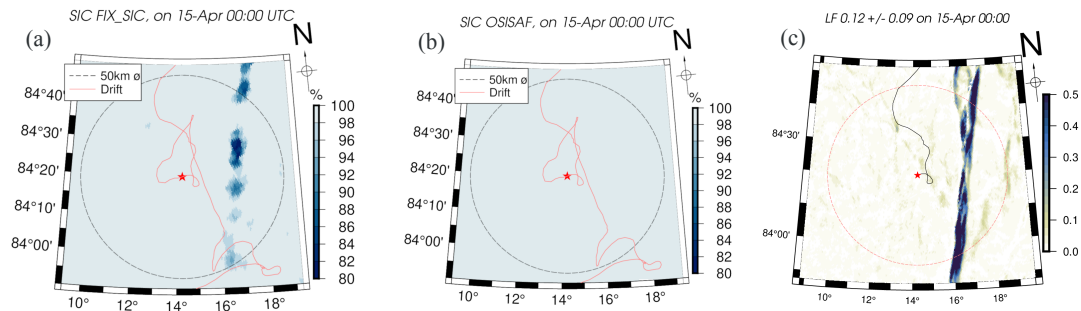 SIC FIX_SIC, on 15-Apr 00:00 UTC
(a)
N
50km ø
Drift
84°40'
84°30'
84°20'
84°10'
84°00'
10° 12° 14° 16° 18°
%
100
98
96
94
92
90
88
86
84
82
80
SIC OSISAF, on 15-Apr 00:00 UTC
(b)
N
50km ø
Drift
84°40'
84°30'
84°20'
84°10'
84°00'
10° 12° 14° 16° 18°
%
100
98
96
94
92
90
88
86
84
82
80
LF 0.12 +/- 0.09 on 15-Apr 00:00
(c)
N
84°30'
84°00'
10° 12° 14° 16° 18°
0.5
0.4
0.3
0.2
0.1
0.0